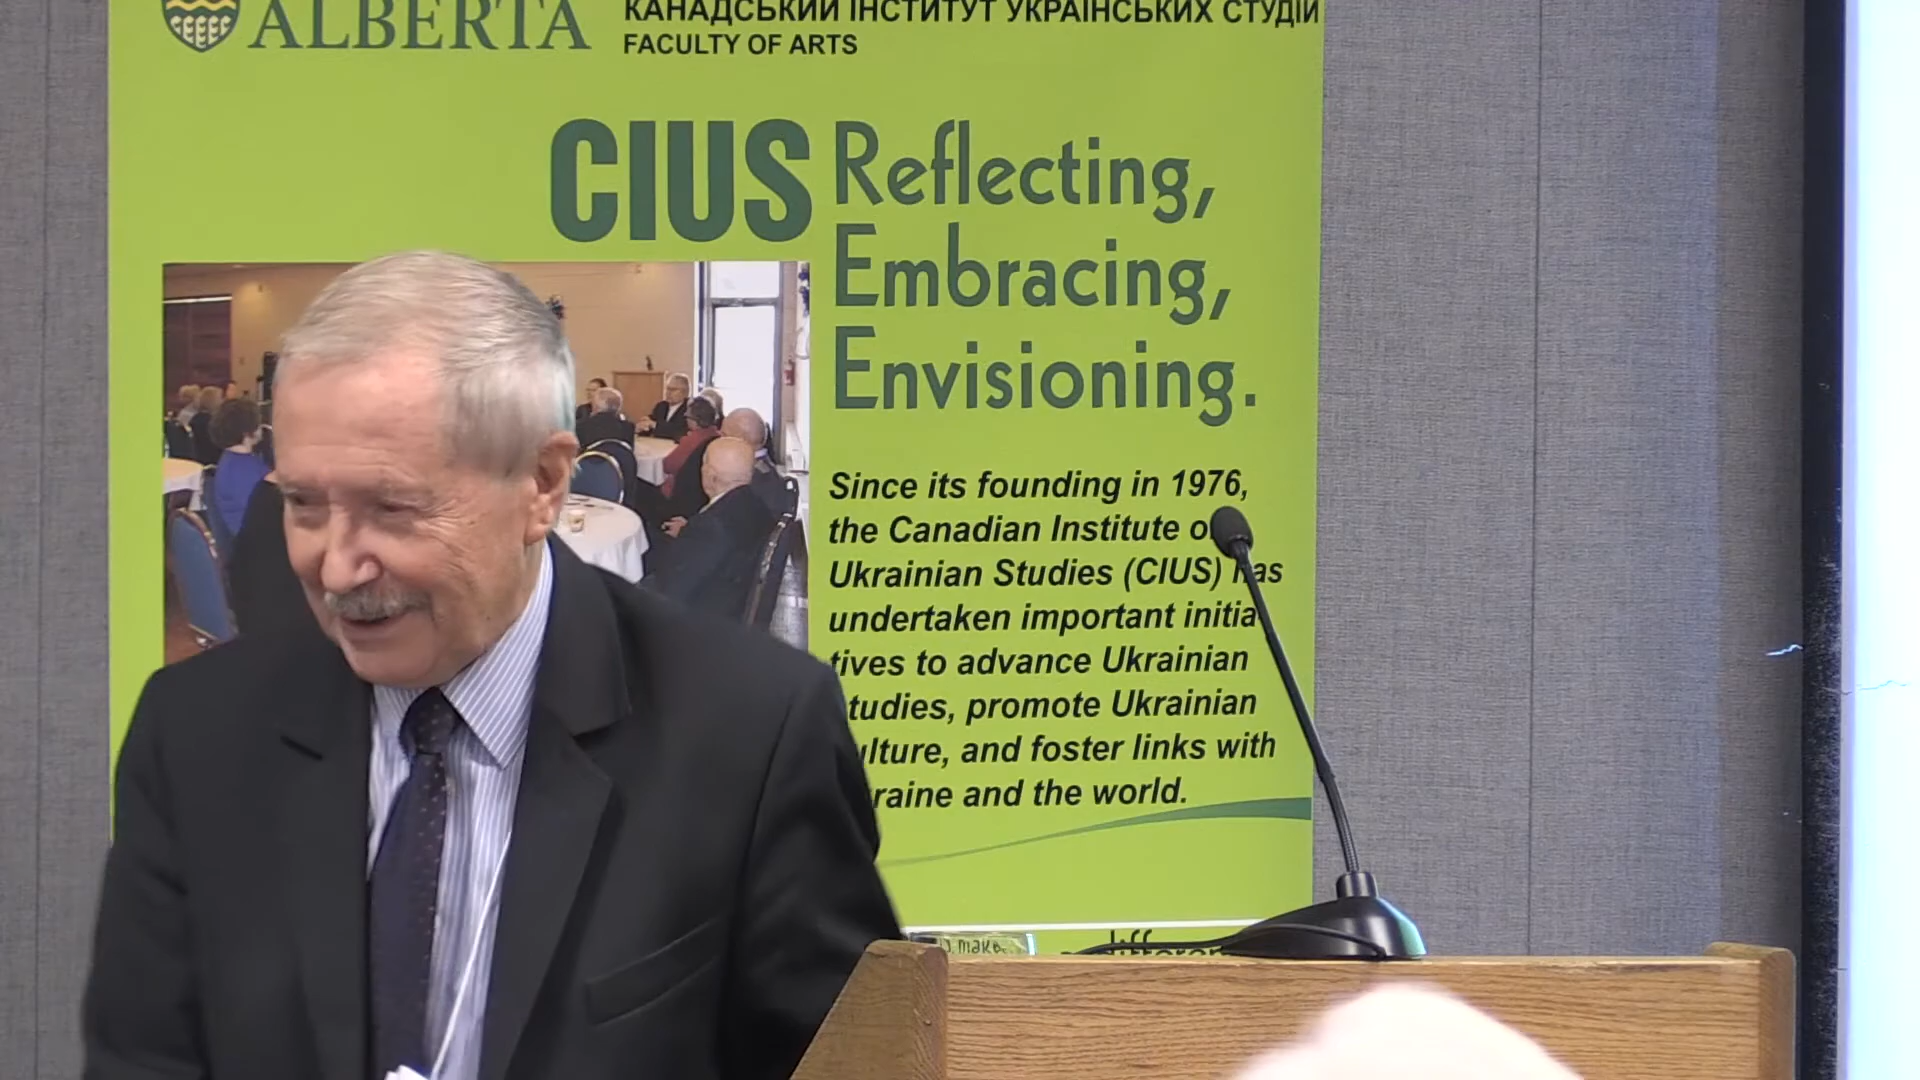 ALBERTA
КАНАДСЬКИЙ ІНСТИТУТ УКРАЇНСЬКИХ СТУДІЙ
FACULTY OF ARTS
CIUS Reflecting,
Embracing,
Envisioning.
Since its founding in 1976,
the Canadian Institute o
Ukrainian Studies (CIUS) has
undertaken important initia-
tives to advance Ukrainian
tudies, promote Ukrainian
lture, and foster links with
raine and the world.